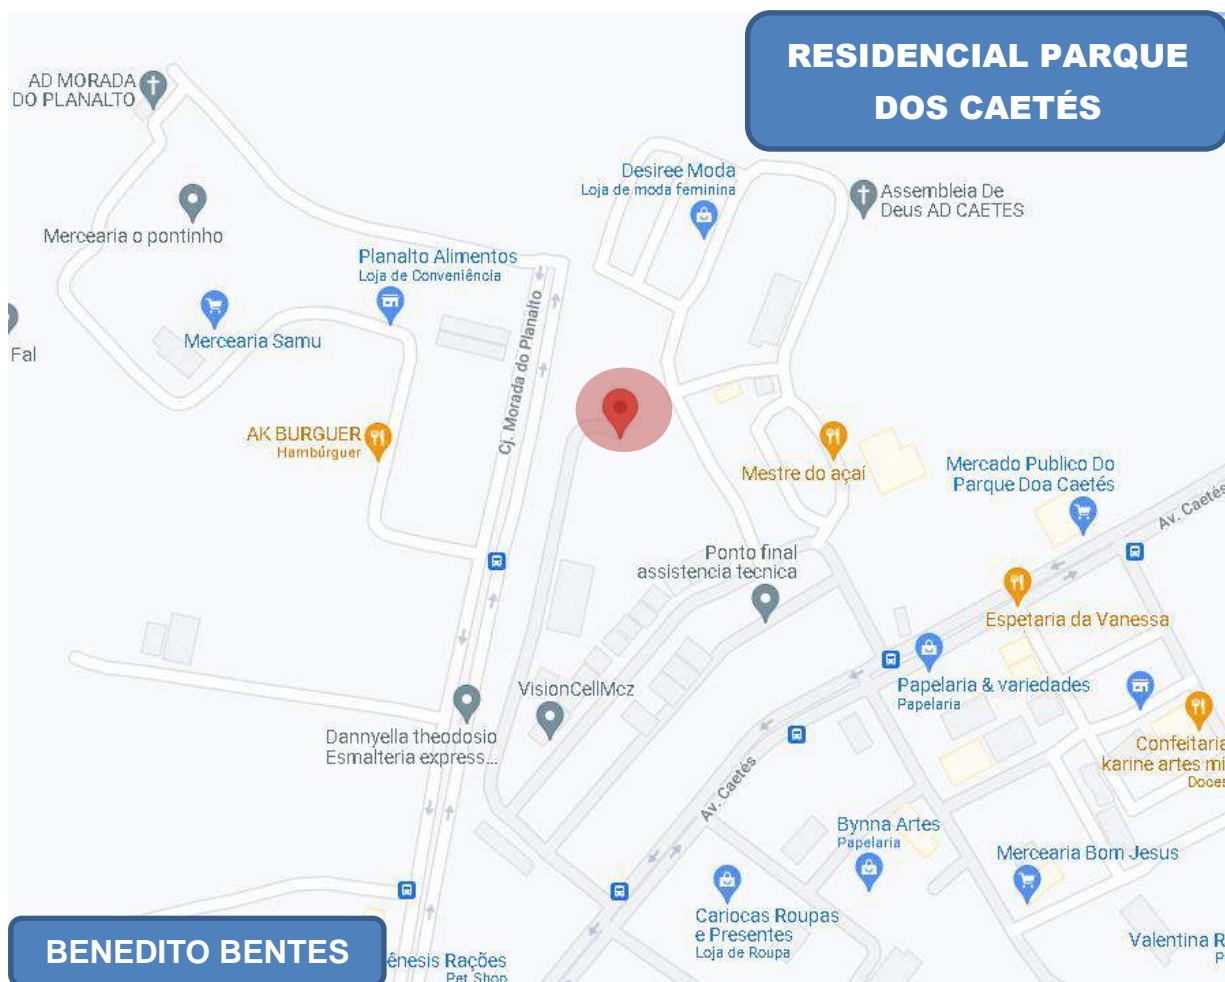 RESIDENCIAL PARQUE
DOS CAETÉS
AD MORADA
DO PLANALTO
Desiree Moda
Loja de moda feminina
Assembleia De
Deus AD CAETES
Mercearia o pontinho
Planalto Alimentos
Loja de Conveniência
Mercearia Samu
Fal
Cj. Morada do Planalto
AK BURGUER
Hambúrguer
Mestre do açaí
Mercado Publico Do
Parque Doa Caetés
Av. Caetés
Ponto final
assistencia tecnica
Espetaria da Vanessa
VisionCellMcz
Papelaria & variedades
Papelaria
Dannyella theodosio
Esmalteria express...
Confeitaria
karine artes mi
Doces
Av. Caetés
Bynna Artes
Papelaria
Mercearia Bom Jesus
Cariocas Roupas
e Presentes
Loja de Roupa
Valentina R
P
BENEDITO BENTES
ênesis Rações
Pet Shop